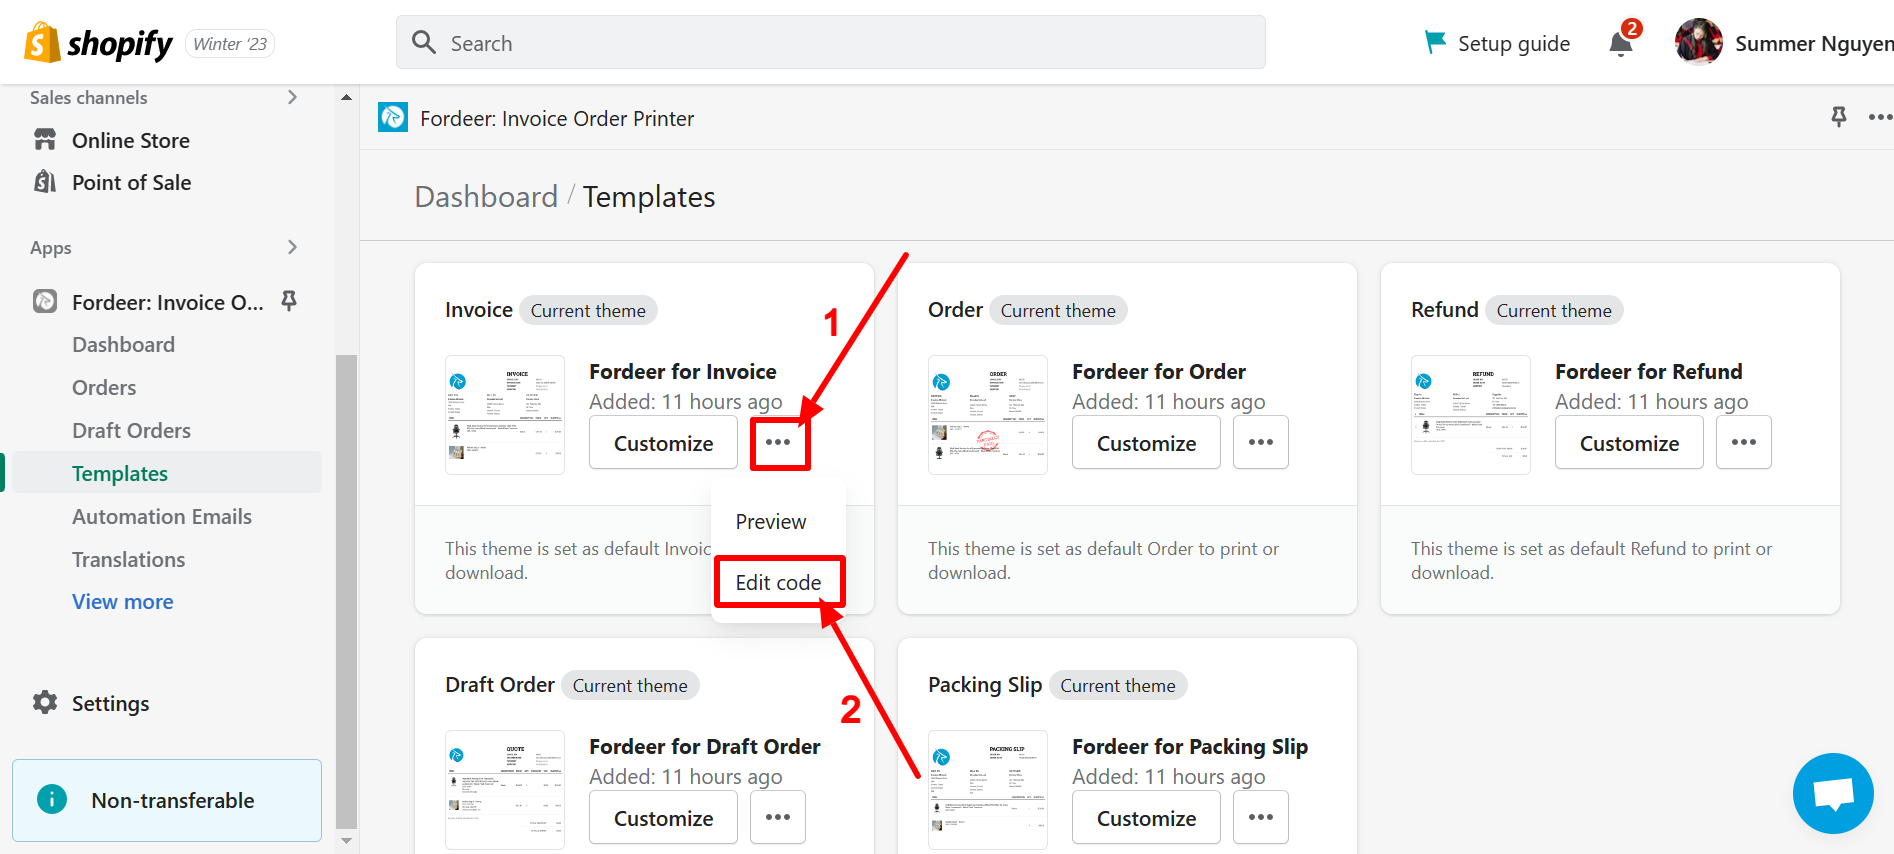 shopify
Winter ‘23
Search
Setup guide
2
Summer Nguyen
Sales channels
Online Store
Point of Sale
Apps
Fordeer: Invoice O...
Dashboard
Orders
Draft Orders
Templates
Automation Emails
Translations
View more
Settings
Non-transferable
Fordeer: Invoice Order Printer
Dashboard / Templates
Invoice Current theme
INVOICE
Fordeer for Invoice
Added: 11 hours ago
Customize
1
Preview
Edit code
2
This theme is set as default Invoic
download.
Order Current theme
ORDER
Fordeer for Order
Added: 11 hours ago
Customize
This theme is set as default Order to print or
download.
Refund Current theme
REFUND
Fordeer for Refund
Added: 11 hours ago
Customize
This theme is set as default Refund to print or
download.
Draft Order Current theme
QUOTE
Fordeer for Draft Order
Added: 11 hours ago
Customize
Packing Slip Current theme
PACKING SLIP
Fordeer for Packing Slip
Added: 11 hours ago
Customize